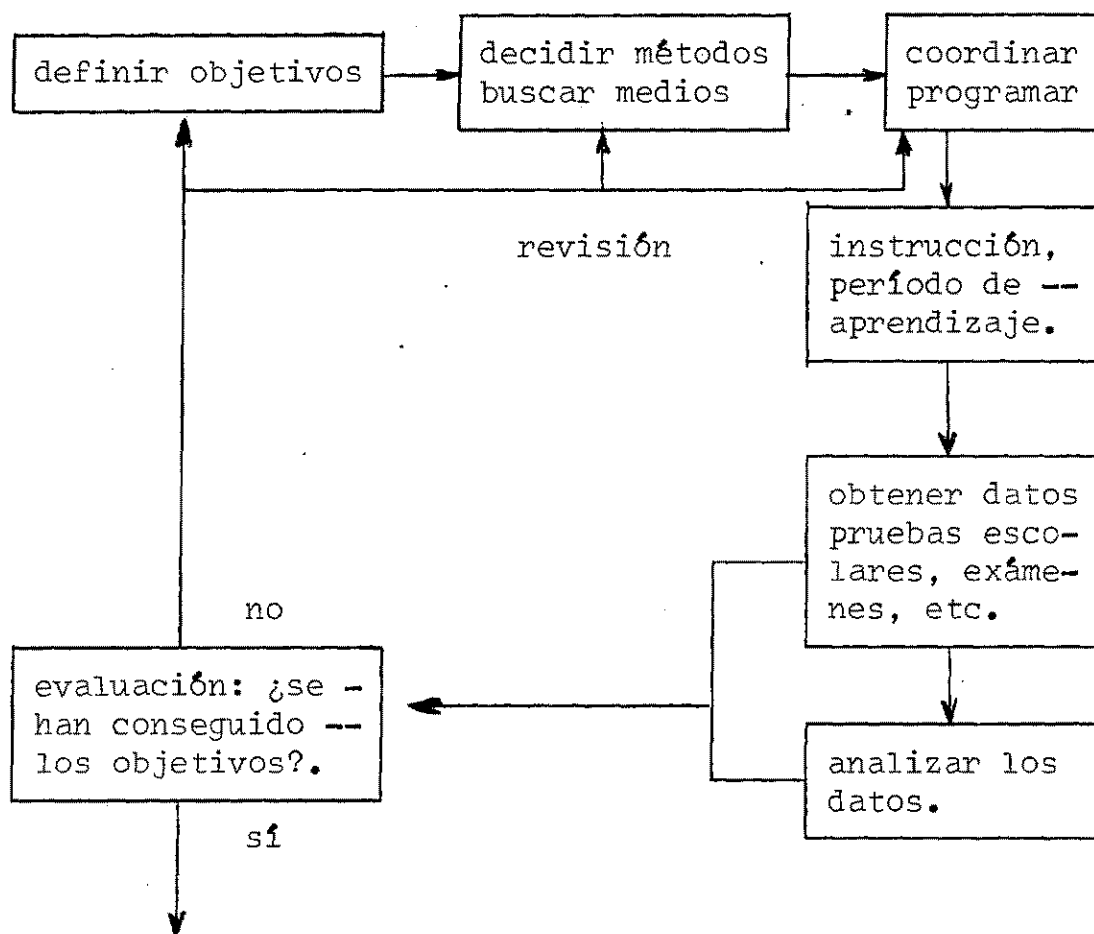 definir objetivos
decidir métodos
buscar medios
coordinar
programar
revisión
instrucción,
período de --
aprendizaje.
obtener datos
pruebas esco-
lares, exáme-
nes, etc.
analizar los
datos.
no
evaluación: ¿se -
han conseguido --
los objetivos?.
sí